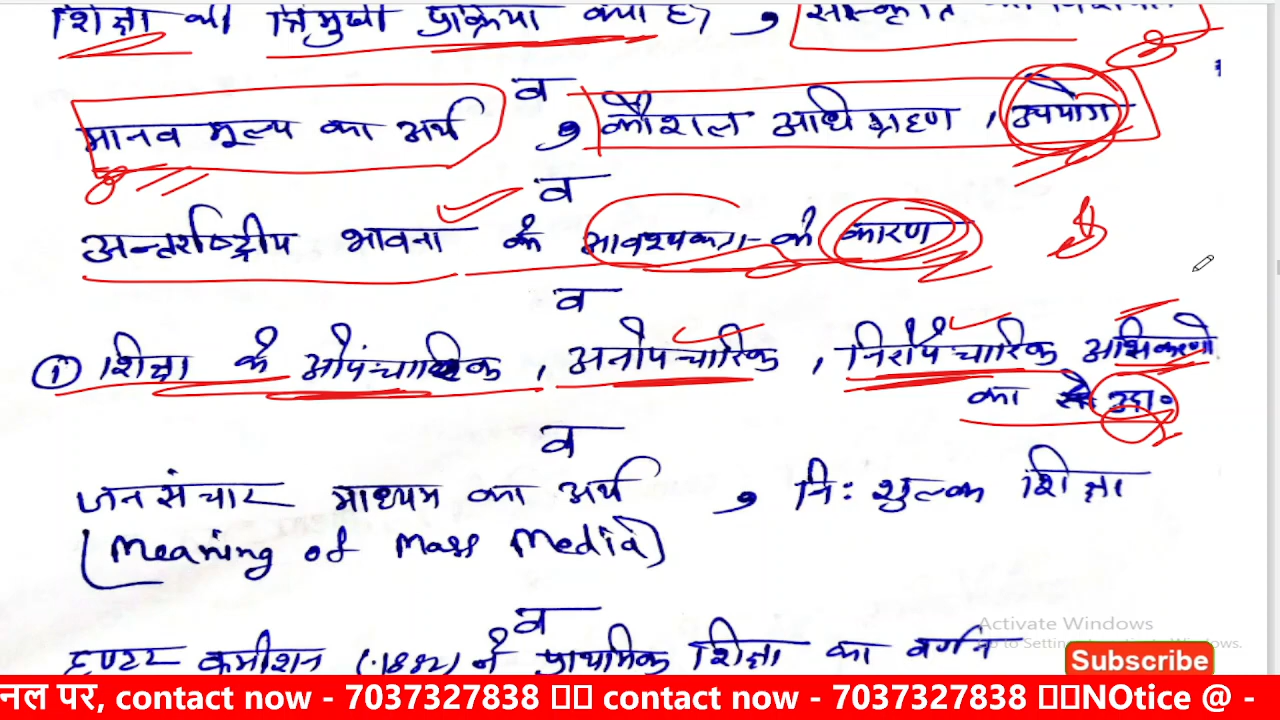 शिक्षा की त्रिमुखी प्रक्रिया क्या है? ,
व
मानव मूल्य का अर्थ , कौशल अधिग्रहण , उपयोग
व
अन्तर्राष्ट्रीय भावना के आवश्यकता के कारण
व
① शिक्षा के औपचारिक , अनौपचारिक , निरौपचारिक अभिकरणो
का उदा॰
व
जनसंचार माध्यम का अर्थ , निःशुल्क शिक्षा
(Meaning of Mass Media)
व
हण्टर कमीशन (1882) ने प्राथमिक शिक्षा का वर्गन
Activate Windows
Subscribe
नल पर, contact now - 7037327838 contact now - 7037327838 NOtice @ -